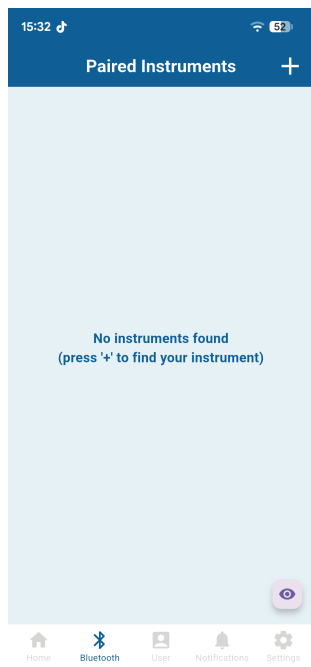 15:32
52
Paired Instruments
No instruments found
(press '+' to find your instrument)
Home
Bluetooth
User
Notifications
Settings